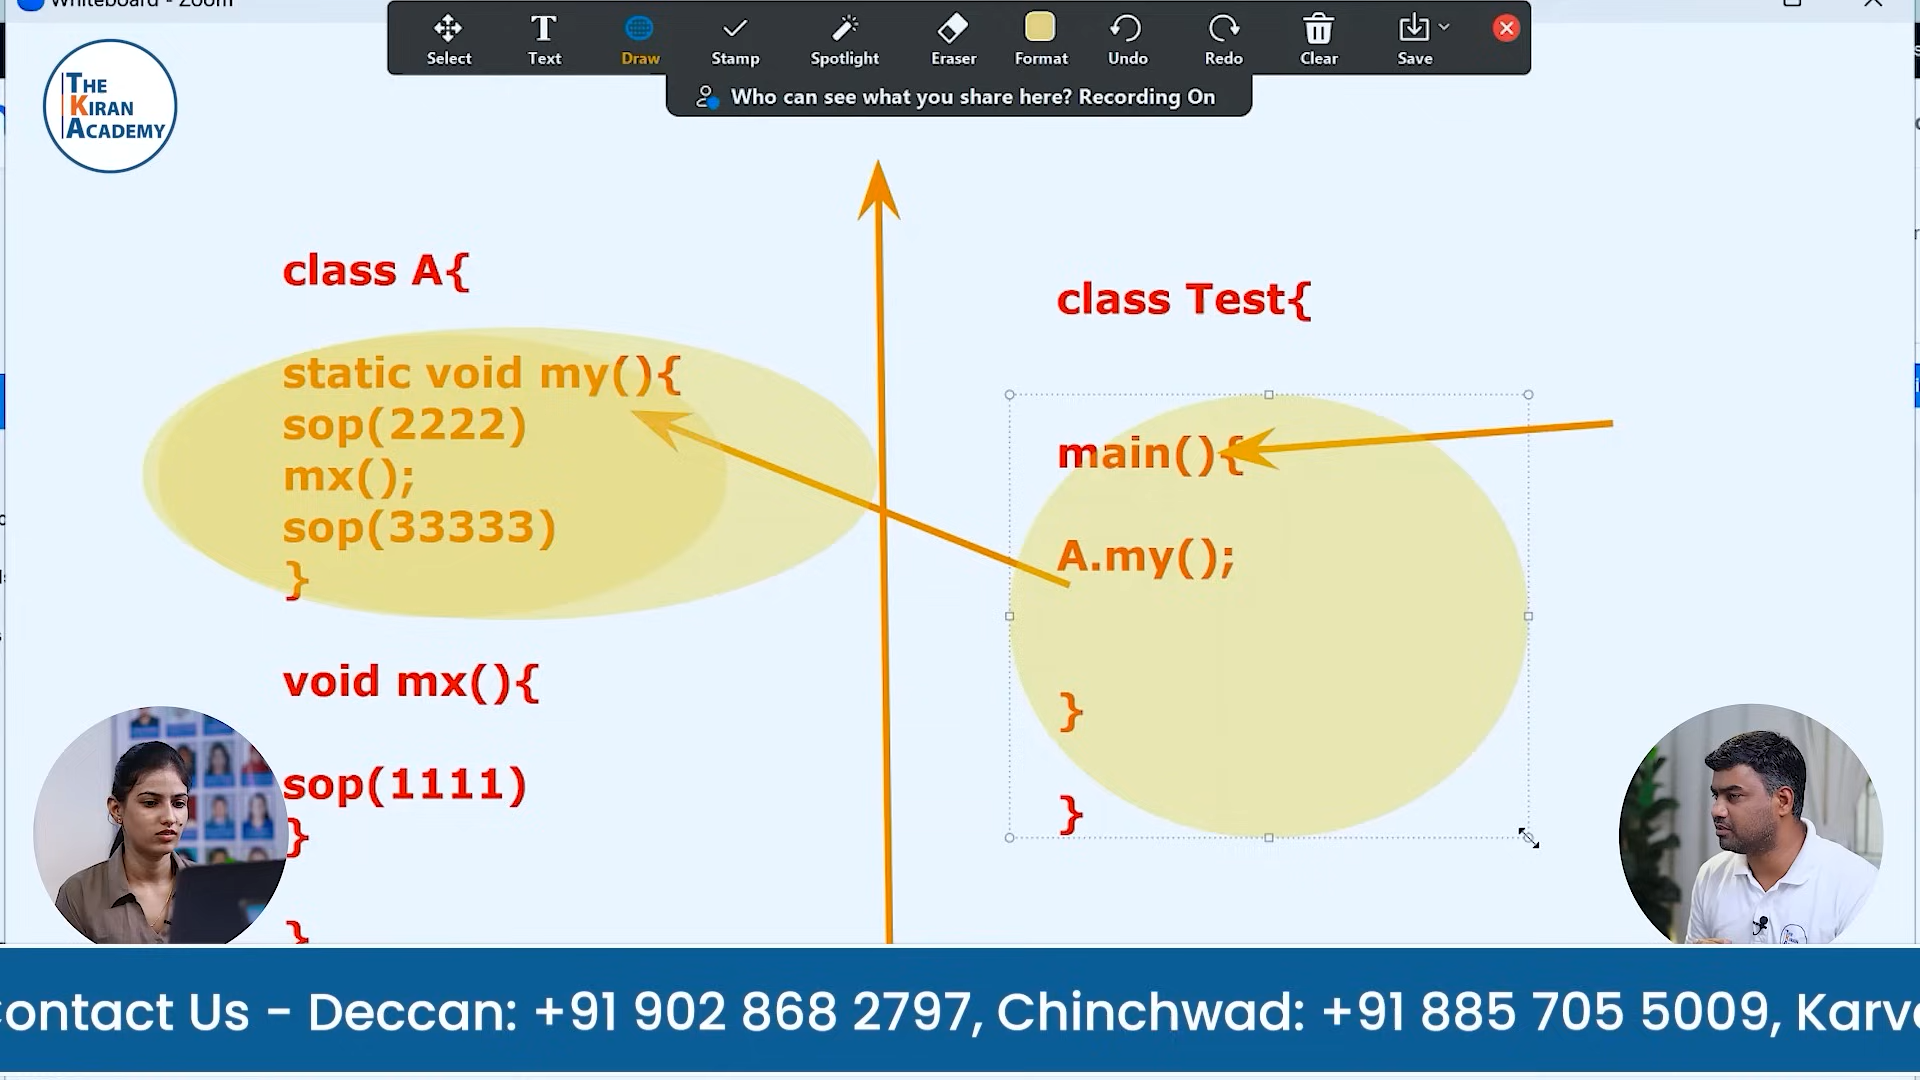 Whiteboard - Zoom
Select
Text
Draw
Stamp
Spotlight
Eraser
Format
Undo
Redo
Clear
Save
Who can see what you share here? Recording On
THE
KIRAN
ACADEMY
class A{
static void my(){
sop(2222)
mx();
sop(33333)
}
void mx(){
sop(1111)
}
}
class Test{
main(){
A.my();
}
}
ontact Us - Deccan: +91 902 868 2797, Chinchwad: +91 885 705 5009, Karv